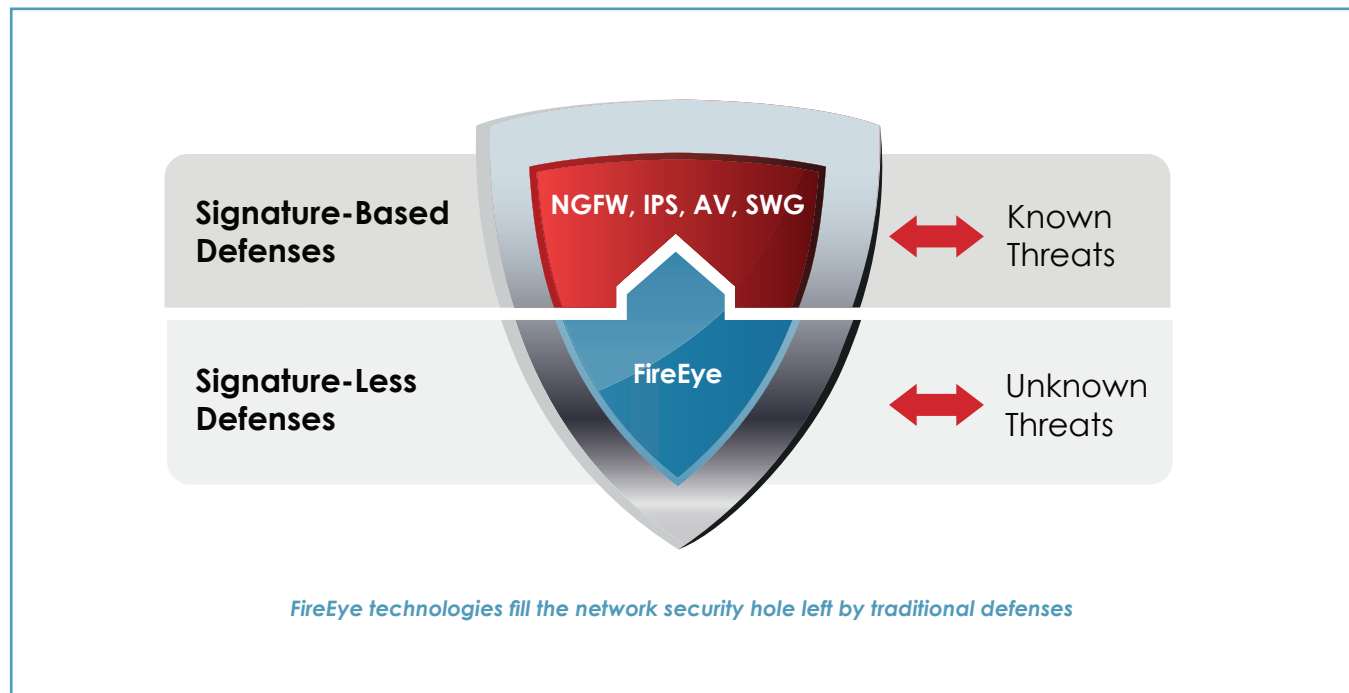 NGFW, IPS, AV, SWG
Signature-Based
Defenses
Known
Threats
FireEye
Signature-Less
Defenses
Unknown
Threats
FireEye technologies fill the network security hole left by traditional defenses